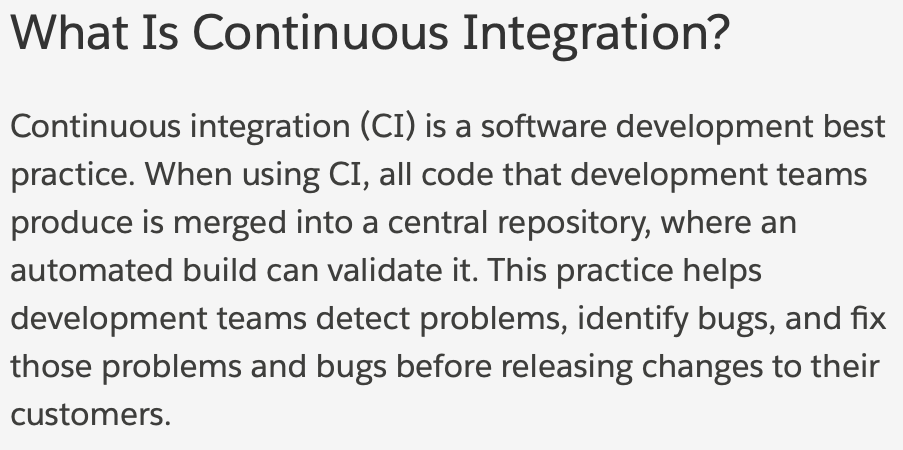 What Is Continuous Integration?
Continuous integration (CI) is a software development best
practice. When using CI, all code that development teams
produce is merged into a central repository, where an
automated build can validate it. This practice helps
development teams detect problems, identify bugs, and fix
those problems and bugs before releasing changes to their
customers.